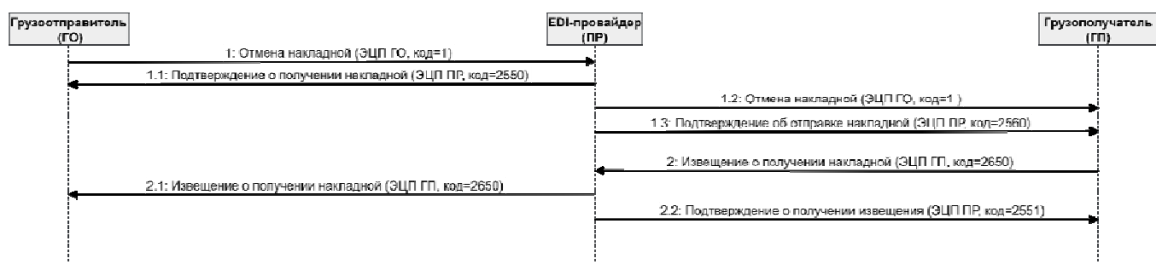 Грузоотправитель
(ГО)
EDI-провайдер
(ПР)
Грузополучатель
(ГП)
1: Отмена накладной (ЭЦП ГО, код=1)
1.1: Подтверждение о получении накладной (ЭЦП ПР, код=2550)
1.2: Отмена накладной (ЭЦП ГО, код=1 )
1.3: Подтверждение об отправке накладной (ЭЦП ПР, код=2560)
2: Извещение о получении накладной (ЭЦП ГП, код=2650)
2.1: Извещение о получении накладной (ЭЦП ГП, код=2650)
2.2: Подтверждение о получении извещения (ЭЦП ПР, код=2551)